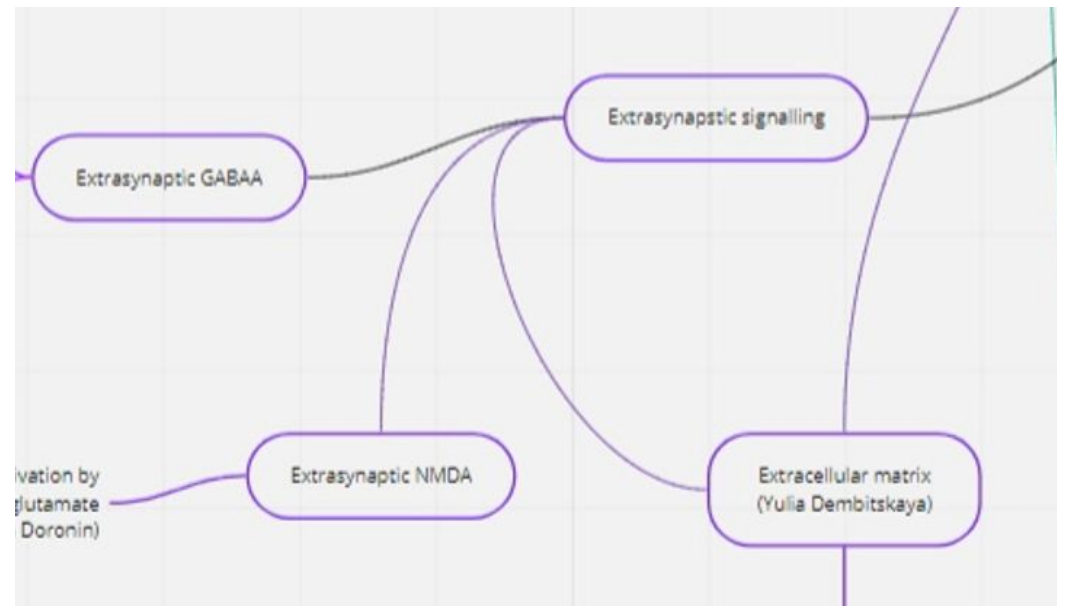 Extrasynapstic signalling
Extrasynaptic GABAA
Extrasynaptic NMDA
ivation by
glutamate
Doronin)
Extracellular matrix
(Yulia Dembitskaya)